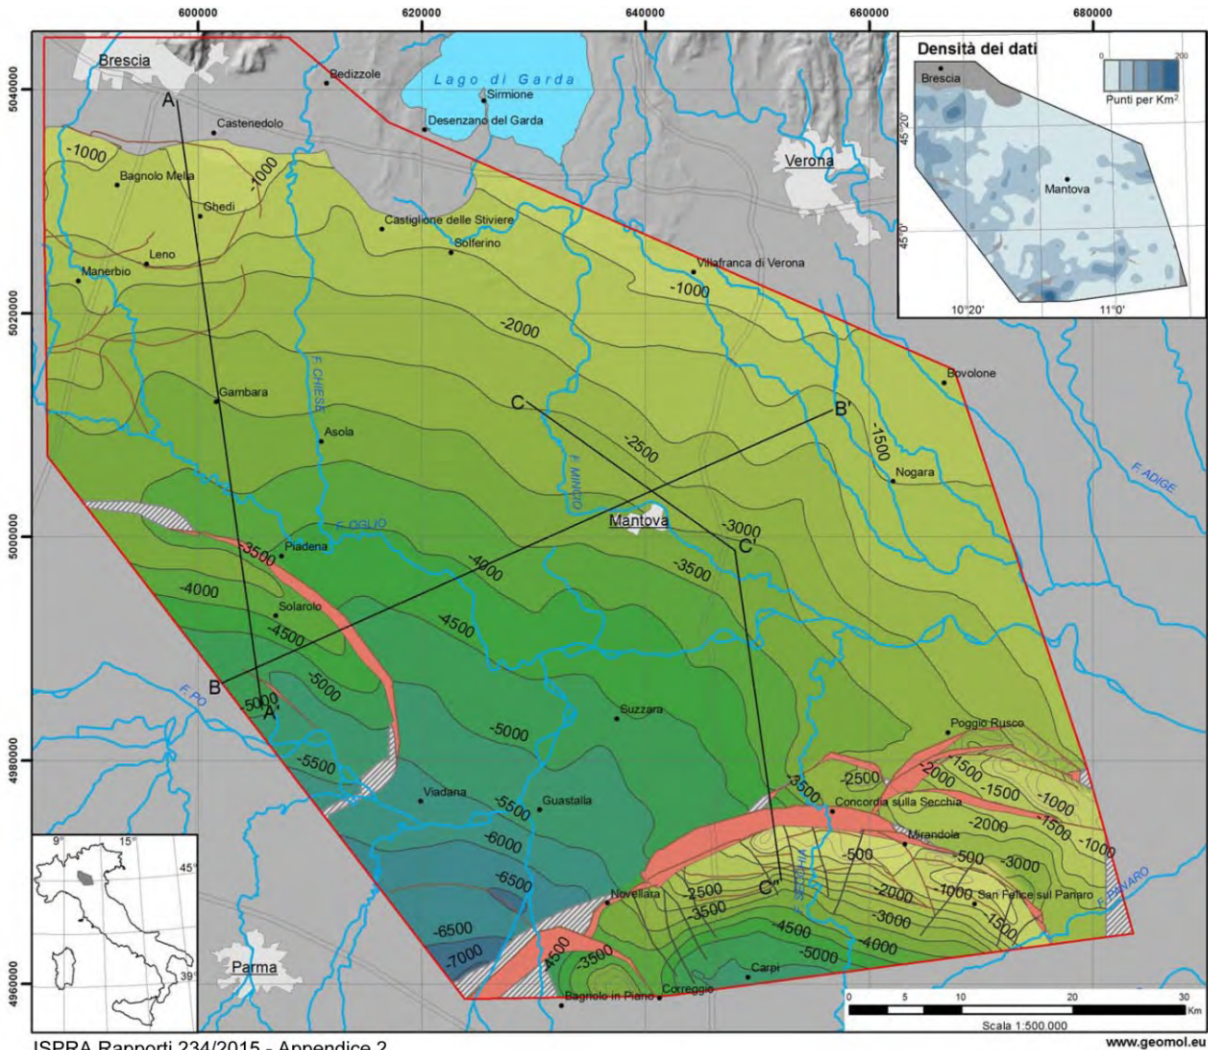 600000
620000
640000
660000
680000
Brescia
Bedizzole
Lago di Garda
Sirmione
Desenzano del Garda
A
Castenedolo
Verona
Densità dei dati
Brescia
0
200
Punti per Km²
45°20'
Mantova
45°0'
10°20'
11°0'
5040000
-1000
Bagnolo Mella
-1000
Ghedi
Castiglione delle Stiviere
Solferino
Leno
Manerbio
Villafranca di Verona
-1000
5020000
-2000
F. CHIESE
Bovolone
Gambara
C
B'
Asola
-2500
-1500
F. MINCIO
Nogara
F. ADIGE
5000000
Mantova
F. OGLIO
-3000
C'
-3500
Piadena
-4000
-3500
-4000
Solarolo
-4500
-4500
B
-5000
-5000
A'
F. PO
Suzzara
-5000
Poggio Rusco
4980000
-5500
-3500
-2500
-2000
-1500
-1500
-1000
Viadana
Guastalla
-5500
Concordia sulla Secchia
-2000
-1500
-1000
Mirandola
-6000
-500
-500
-3000
9°
15°
45°
39°
-6500
Novellara
-2500
C''
-2000
-1000
San Felice sul Panaro
F. PANARO
-3500
-3000
-1500
-6500
-4500
-4000
-7000
-4500
-3500
-5000
Parma
Carpi
4960000
Bagnolo in Piano
Correggio
0
5
10
20
30
Km
Scala 1:500.000
ISPRA Rapporti 234/2015 - Appendice 2
www.geomol.eu